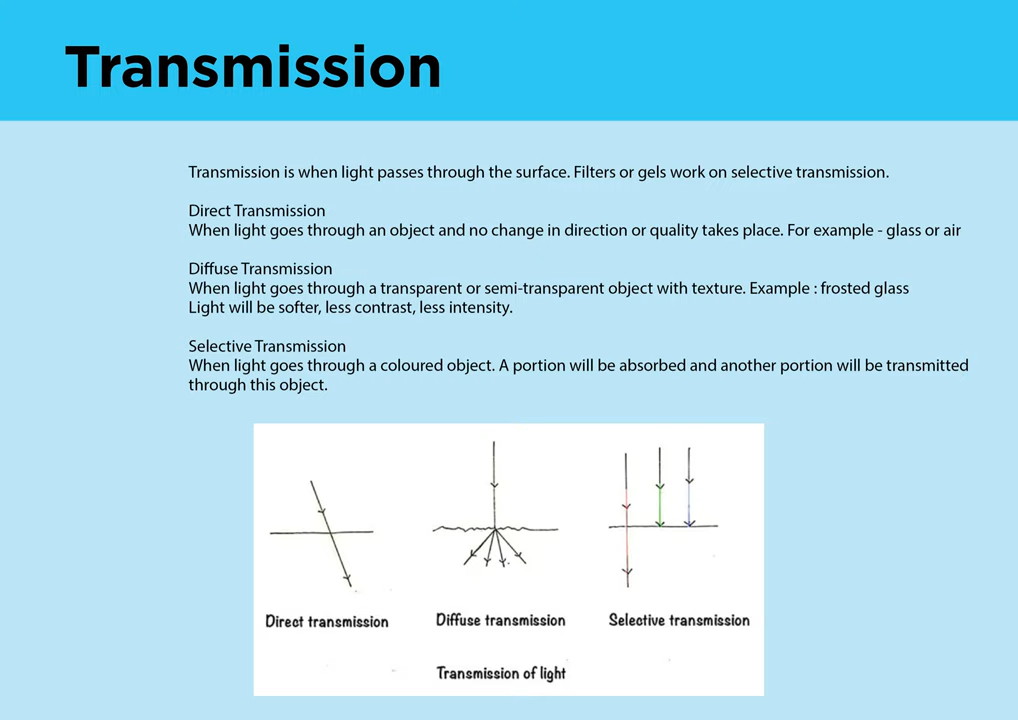 Transmission
Transmission is when light passes through the surface. Filters or gels work on selective transmission.
Direct Transmission
When light goes through an object and no change in direction or quality takes place. For example - glass or air
Diffuse Transmission
When light goes through a transparent or semi-transparent object with texture. Example : frosted glass
Light will be softer, less contrast, less intensity.
Selective Transmission
When light goes through a coloured object. A portion will be absorbed and another portion will be transmitted
through this object.
Direct transmission
Diffuse transmission
Selective transmission
Transmission of light